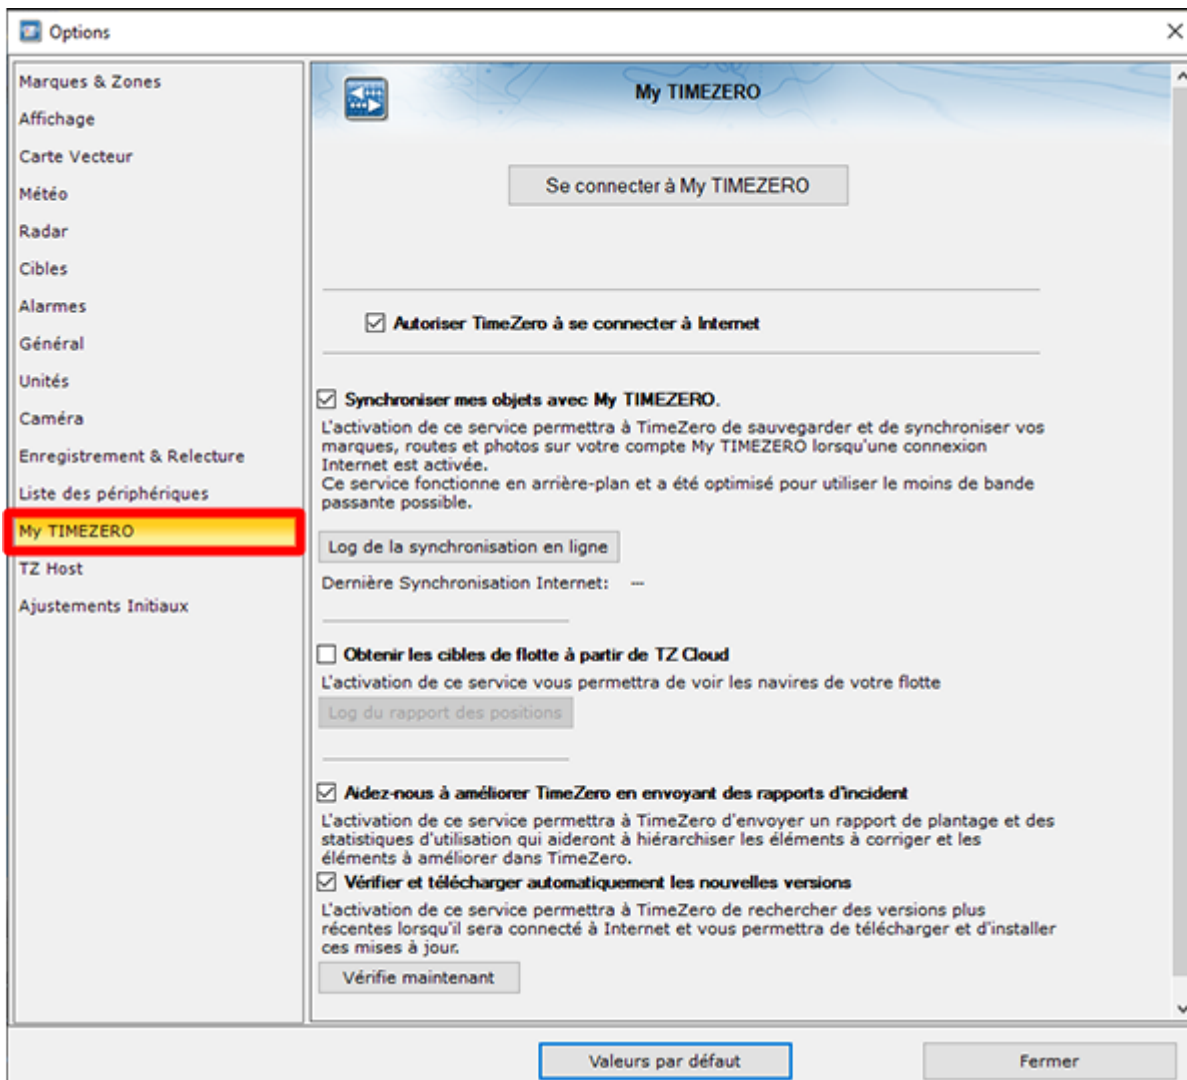 Options
Marques & Zones
Affichage
Carte Vecteur
Météo
Radar
Cibles
Alarmes
Général
Unités
Caméra
Enregistrement & Relecture
Liste des périphériques
My TIMEZERO
TZ Host
Ajustements Initiaux
My TIMEZERO
Se connecter à My TIMEZERO
Autoriser TimeZero à se connecter à Internet
Synchroniser mes objets avec My TIMEZERO.
L'activation de ce service permettra à TimeZero de sauvegarder et de synchroniser vos
marques, routes et photos sur votre compte My TIMEZERO lorsqu'une connexion
Internet est activée.
Ce service fonctionne en arrière-plan et a été optimisé pour utiliser le moins de bande
passante possible.
Log de la synchronisation en ligne
Dernière Synchronisation Internet: ---
Obtenir les cibles de flotte à partir de TZ Cloud
L'activation de ce service vous permettra de voir les navires de votre flotte
Log du rapport des positions
Aidez-nous à améliorer TimeZero en envoyant des rapports d'incident
L'activation de ce service permettra à TimeZero d'envoyer un rapport de plantage et des
statistiques d'utilisation qui aideront à hiérarchiser les éléments à corriger et les
éléments à améliorer dans TimeZero.
Vérifier et télécharger automatiquement les nouvelles versions
L'activation de ce service permettra à TimeZero de rechercher des versions plus
récentes lorsqu'il sera connecté à Internet et vous permettra de télécharger et d'installer
ces mises à jour.
Vérifie maintenant
Valeurs par défaut
Fermer